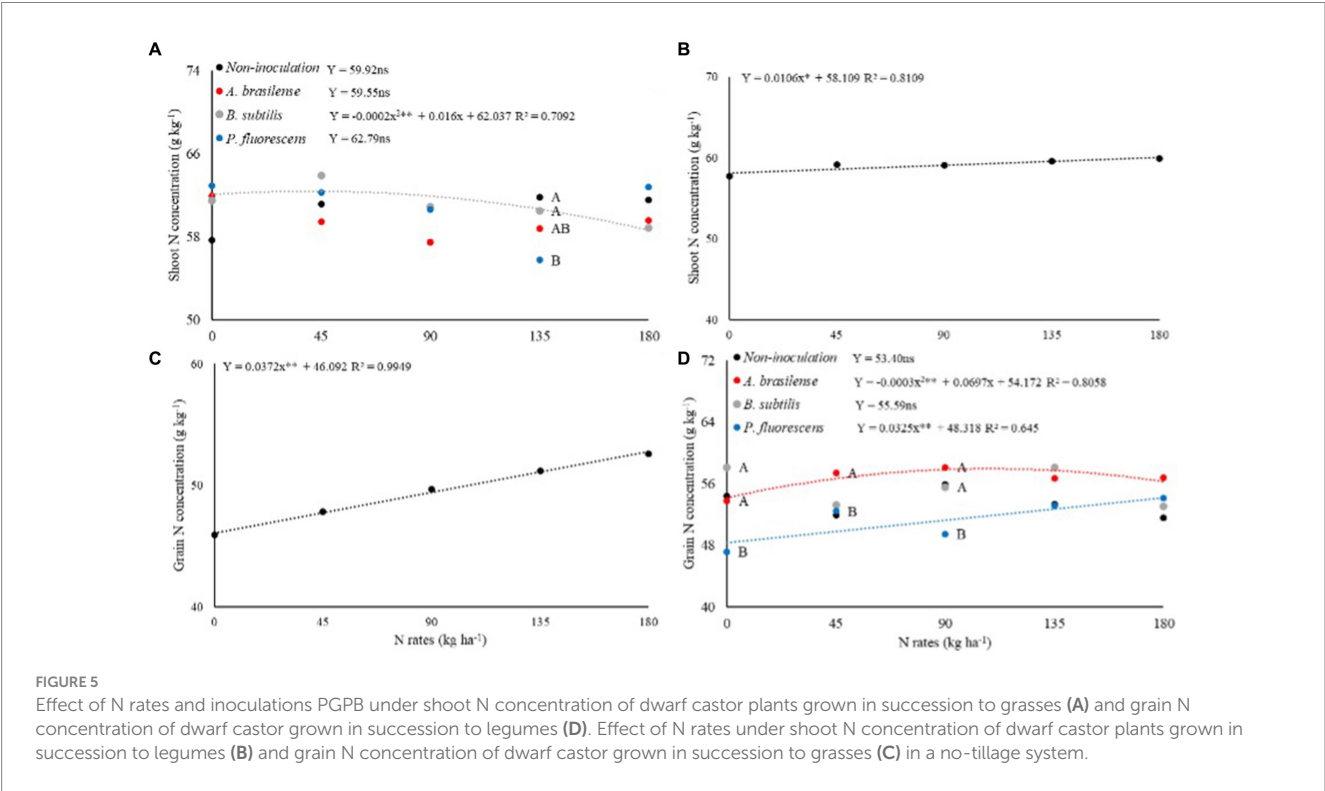 A
74
66
58
50
Shoot N concentration (g kg⁻¹)
Non-inoculation Y = 59.92ns
A. brasilense Y = 59.55ns
B. subtilis Y = -0.0002x²** + 0.016x + 62.037 R² = 0.7092
P. fluorescens Y = 62.79ns
A
A
AB
B
0 45 90 135 180
B
70
60
50
40
Shoot N concentration (g kg⁻¹)
Y = 0.0106x* + 58.109 R² = 0.8109
0 45 90 135 180
C
60
50
40
Grain N concentration (g kg⁻¹)
Y = 0.0372x** + 46.092 R² = 0.9949
0 45 90 135 180
N rates (kg ha⁻¹)
D
72
64
56
48
40
Grain N concentration (g kg⁻¹)
Non-inoculation Y = 53.40ns
A. brasilense Y = -0.0003x²** + 0.0697x + 54.172 R² = 0.8058
B. subtilis Y = 55.59ns
P. fluorescens Y = 0.0325x** + 48.318 R² = 0.645
A
A
B
A
B
A
A
B
0 45 90 135 180
N rates (kg ha⁻¹)
FIGURE 5
Effect of N rates and inoculations PGPB under shoot N concentration of dwarf castor plants grown in succession to grasses (A) and grain N
concentration of dwarf castor grown in succession to legumes (D). Effect of N rates under shoot N concentration of dwarf castor plants grown in
succession to legumes (B) and grain N concentration of dwarf castor grown in succession to grasses (C) in a no-tillage system.